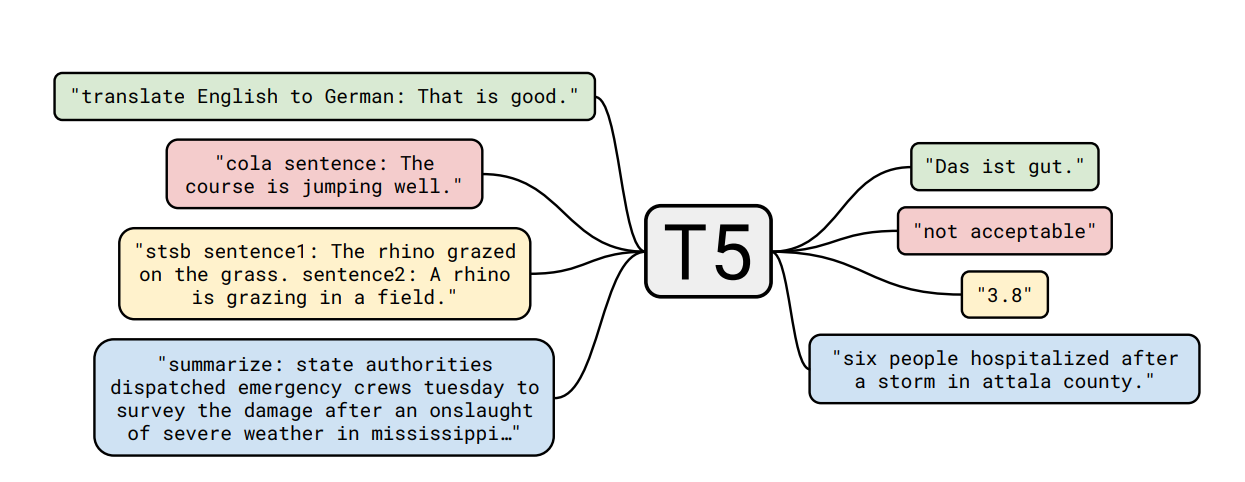 "translate English to German: That is good."
"cola sentence: The
course is jumping well."
"stsb sentence1: The rhino grazed
on the grass. sentence2: A rhino
is grazing in a field."
"summarize: state authorities
dispatched emergency crews tuesday to
survey the damage after an onslaught
of severe weather in mississippi…"
T5
"Das ist gut."
"not acceptable"
"3.8"
"six people hospitalized after
a storm in attala county."